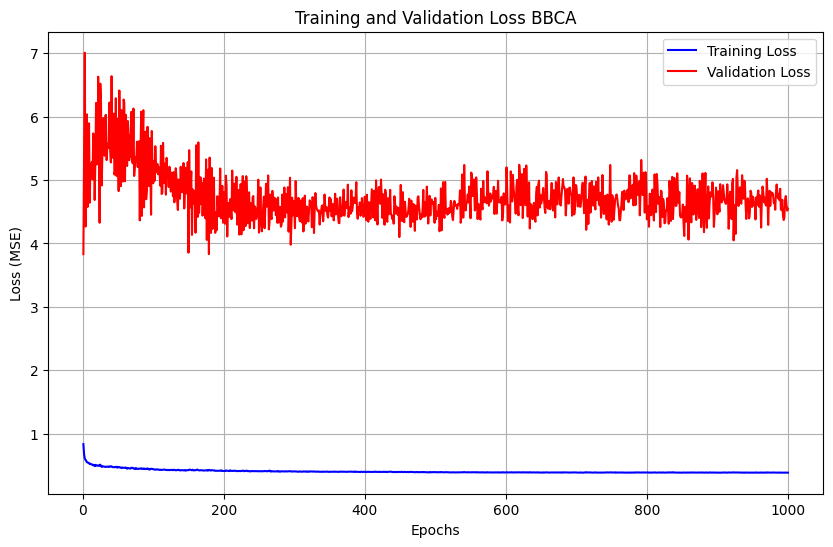 Training and Validation Loss BBCA
Training Loss
Validation Loss
7
6
5
4
3
2
1
Loss (MSE)
0
200
400
600
800
1000
Epochs